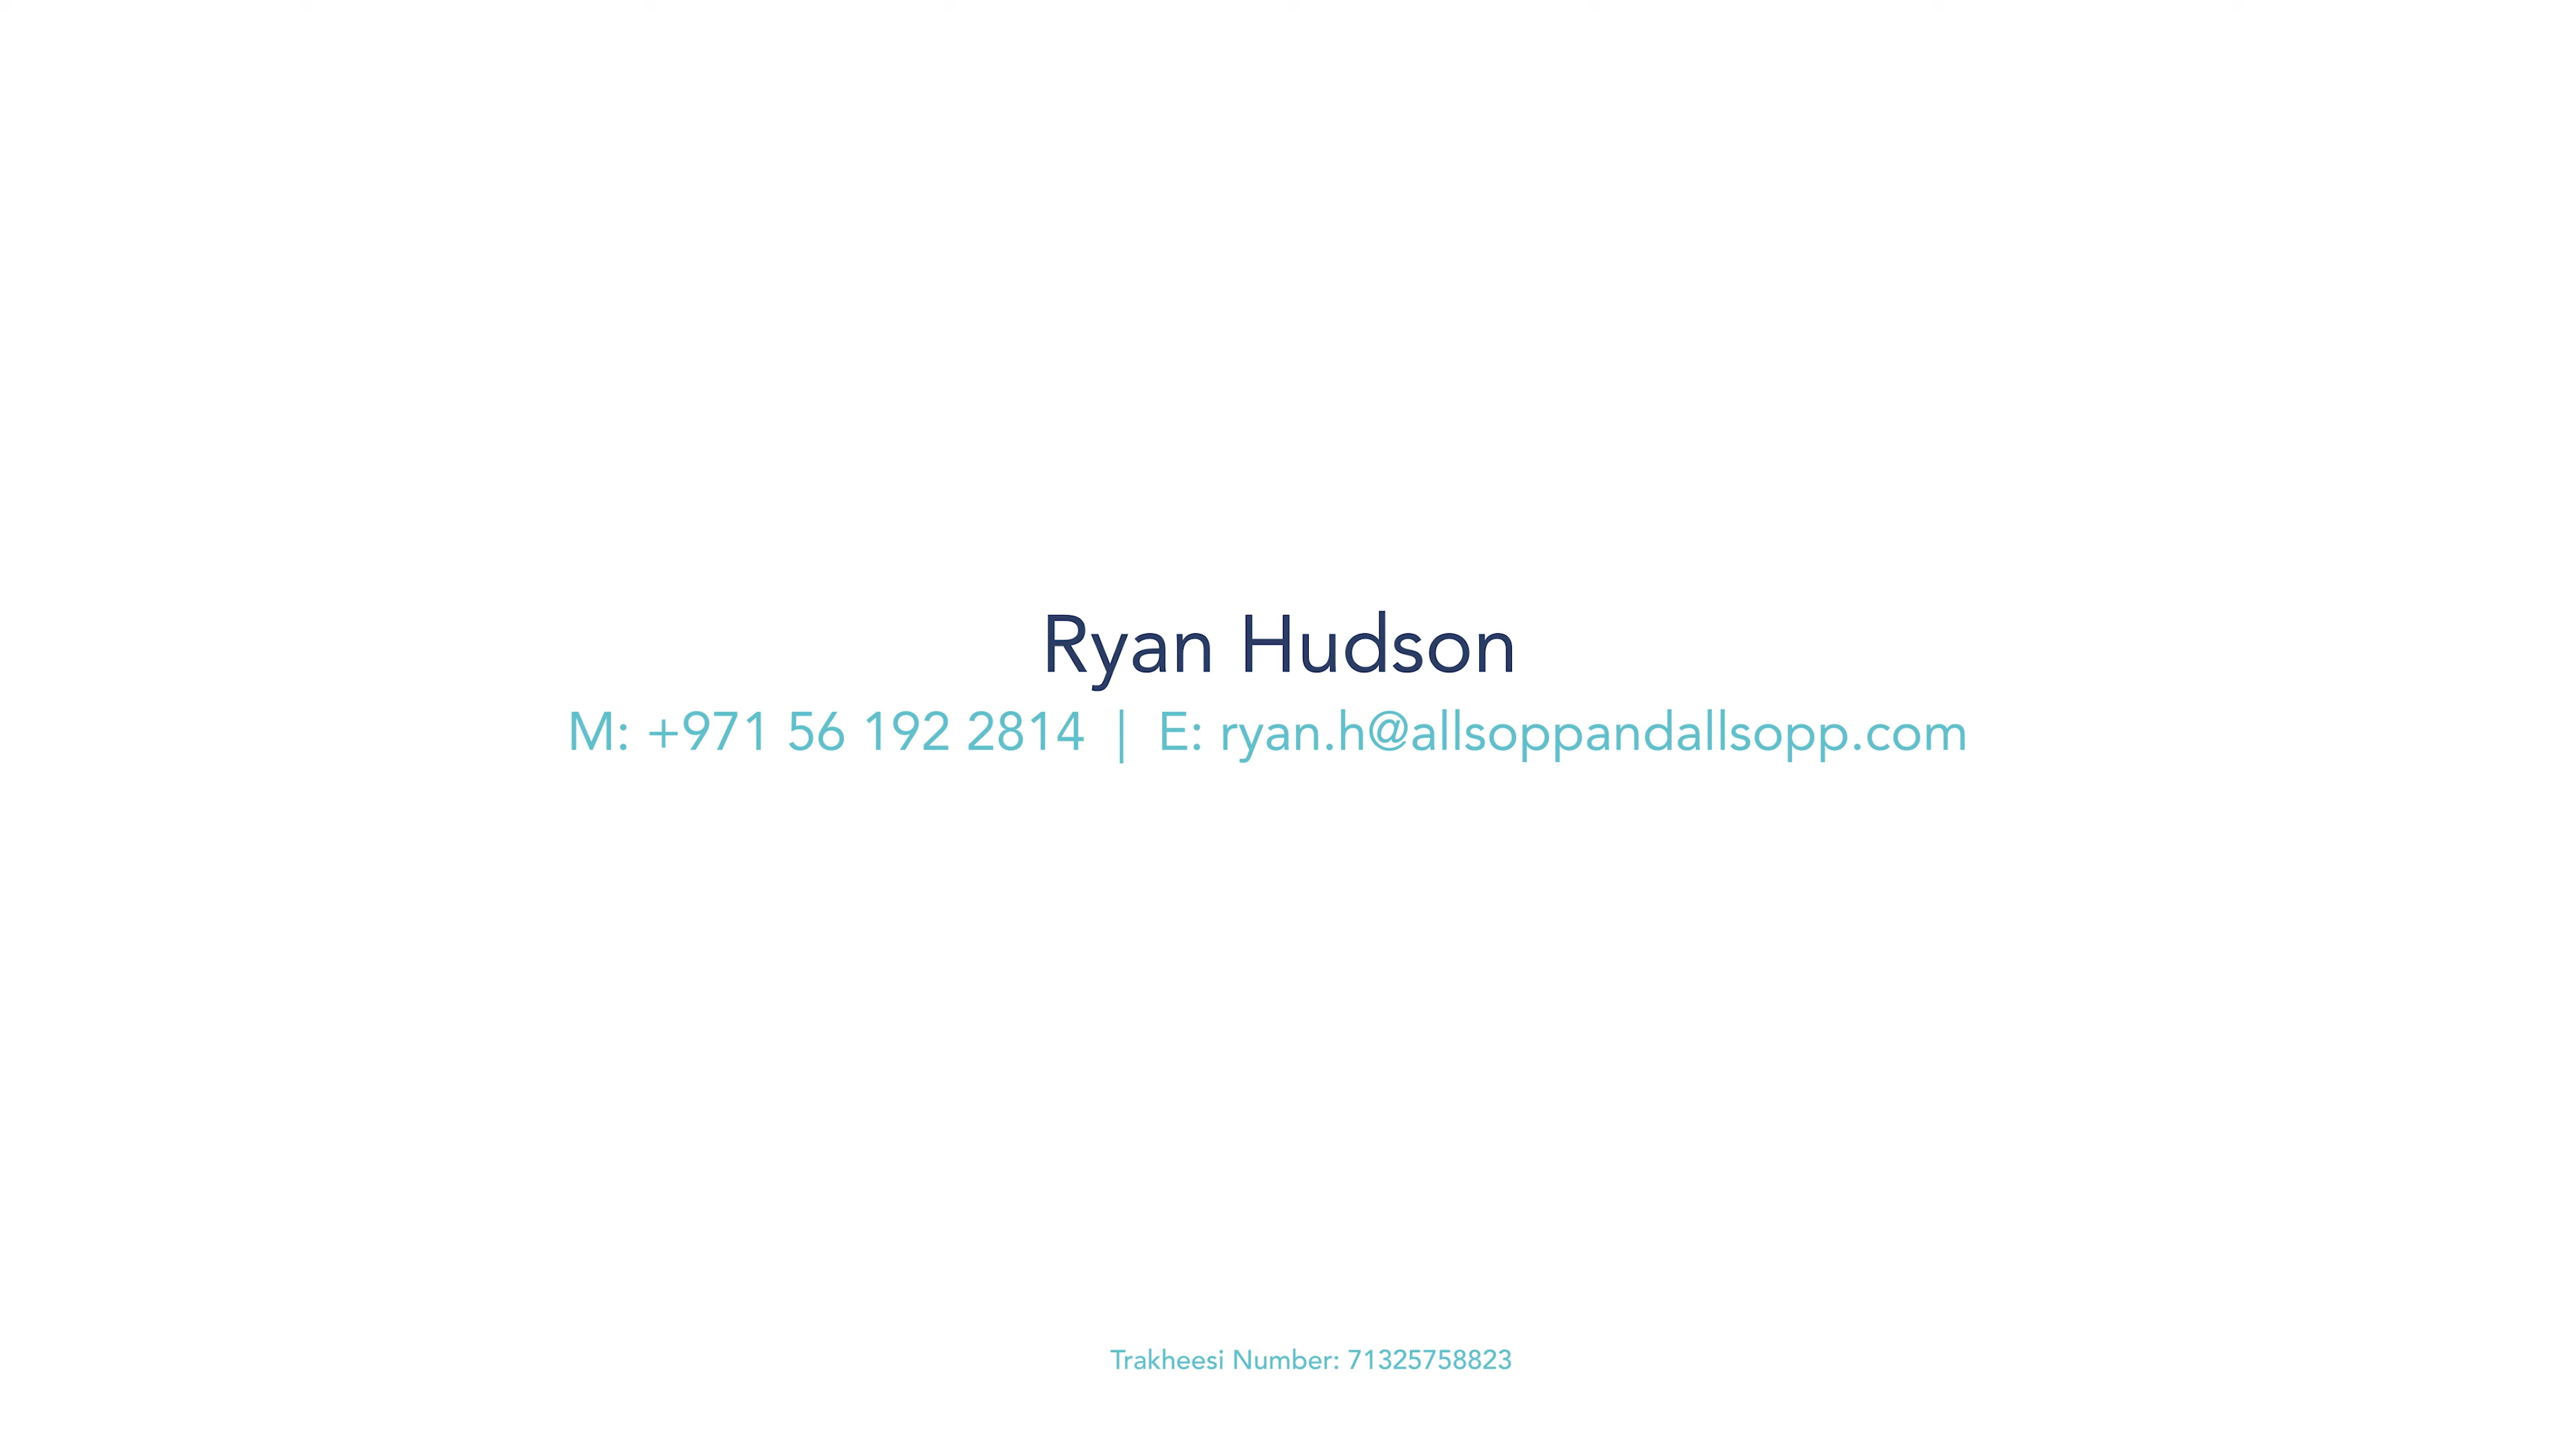 Ryan Hudson
M: +971 56 192 2814 | E: ryan.h@allsoppandallsopp.com
Trakheesi Number: 71325758823